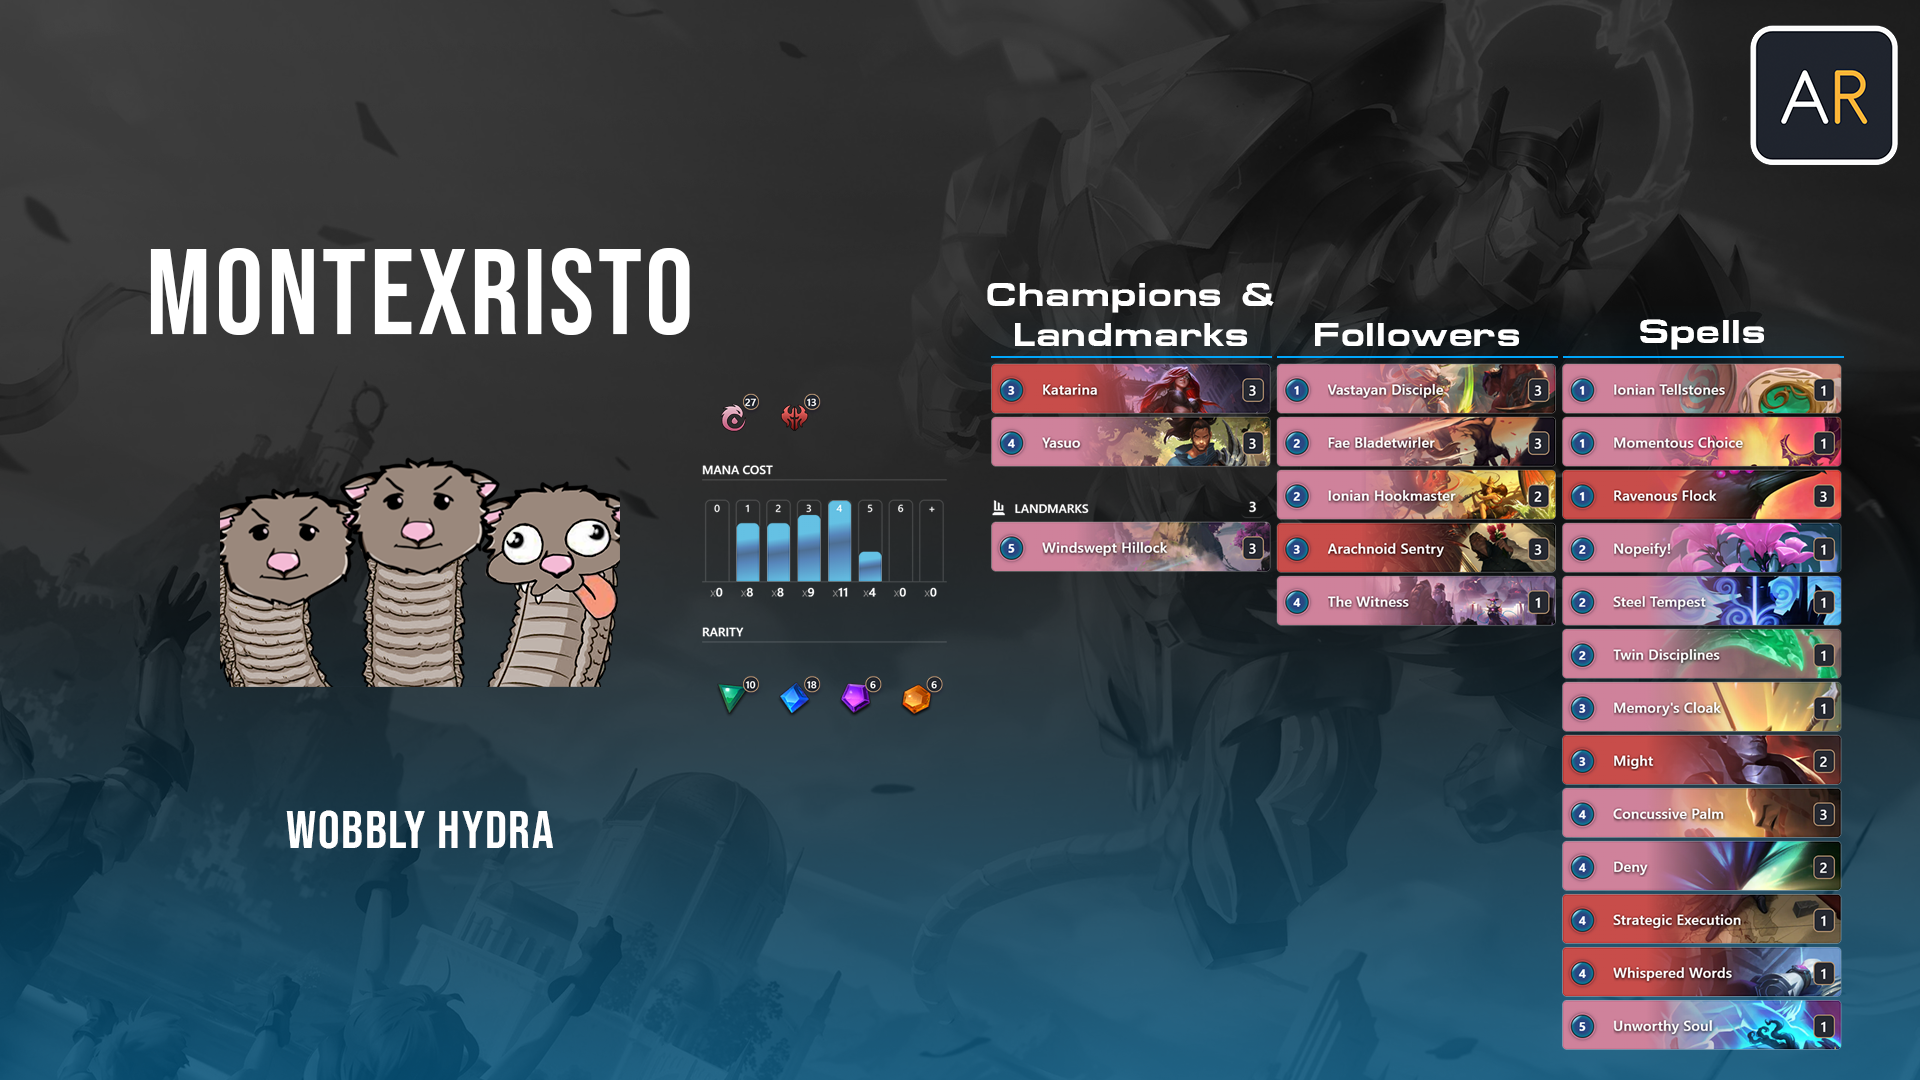 AR
MONTEXRISTO
WOBBLY HYDRA
27 13
MANA COST
0 1 2 3 4 5 6 +
x0 x8 x8 x9 x11 x4 x0 x0
RARITY
10 18 6 6
Champions &
Landmarks
3 Katarina 3
4 Yasuo 3
LANDMARKS 3
5 Windswept Hillock 3
Followers
1 Vastayan Disciple 3
2 Fae Bladetwirler 3
2 Ionian Hookmaster 2
3 Arachnoid Sentry 3
4 The Witness 1
Spells
1 Ionian Tellstones 1
1 Momentous Choice 1
1 Ravenous Flock 3
2 Nopeify! 1
2 Steel Tempest 1
2 Twin Disciplines 1
3 Memory's Cloak 1
3 Might 2
4 Concussive Palm 3
4 Deny 2
4 Strategic Execution 1
4 Whispered Words 1
5 Unworthy Soul 1